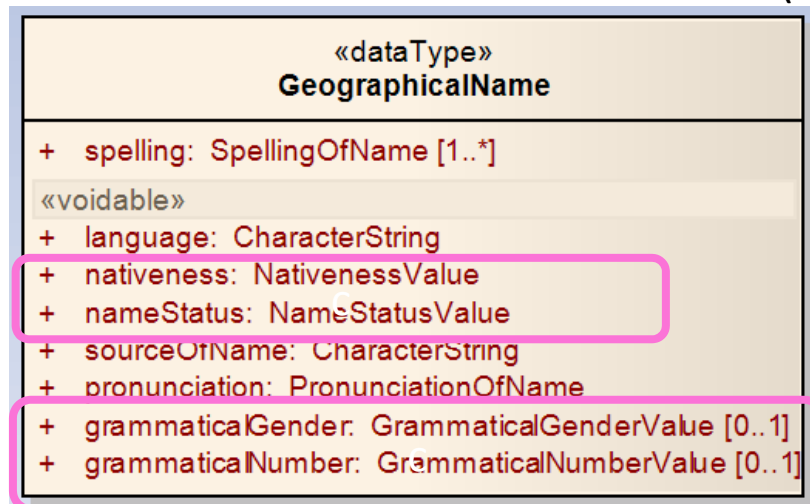 «dataType»
GeographicalName
+ spelling: SpellingOfName [1..*]
«voidable»
+ language: CharacterString
+ nativeness: NativenessValue
+ nameStatus: NameStatusValue
+ sourceOfName: CharacterString
+ pronunciation: PronunciationOfName
+ grammaticalGender: GrammaticalGenderValue [0..1]
+ grammaticalNumber: GrammaticalNumberValue [0..1]